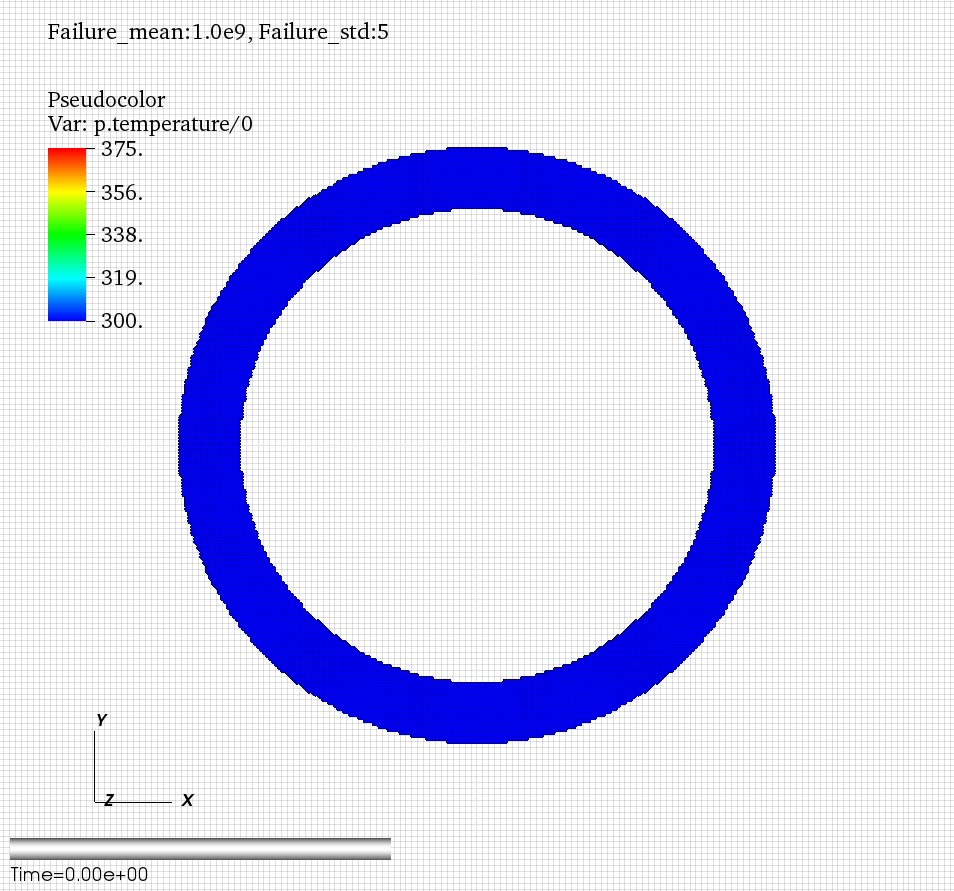 Failure_mean:1.0e9, Failure_std:5
Pseudocolor
Var: p.temperature/0
375.
356.
338.
319.
300.
Y
Z X
Time=0.00e+00